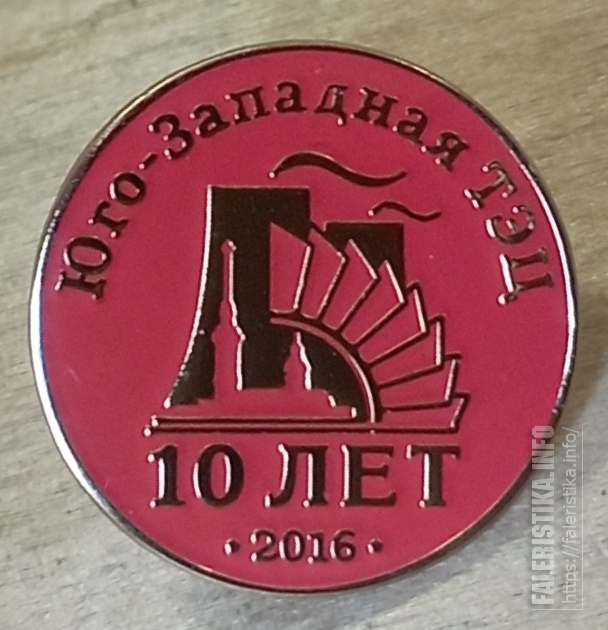 Юго-Западная ТЭЦ
10 ЛЕТ
· 2016 ·
FALERISTIKA.INFO
https://faleristika.info/